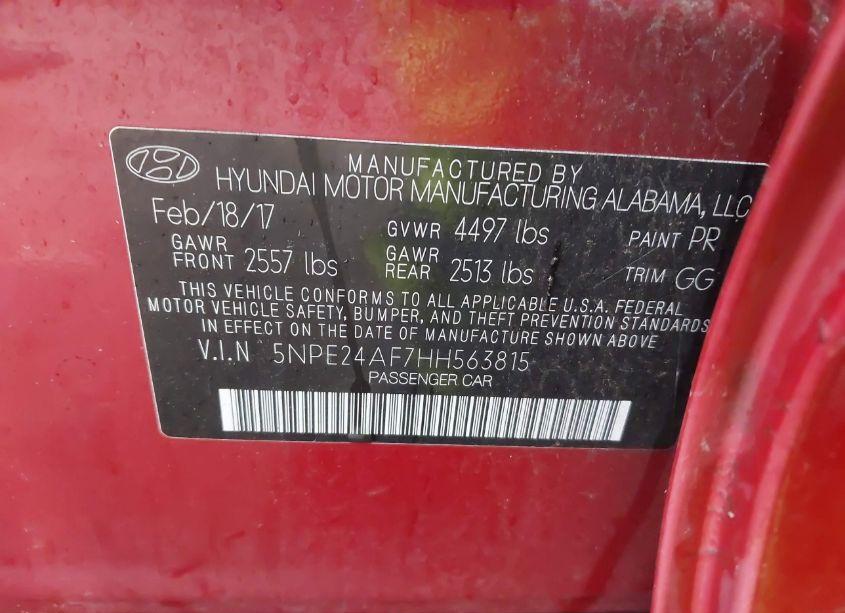 MANUFACTURED BY
HYUNDAI MOTOR MANUFACTURING ALABAMA, LLC
Feb/18/17 GVWR 4497 lbs PAINT PR
GAWR FRONT 2557 lbs GAWR REAR 2513 lbs TRIM GG
THIS VEHICLE CONFORMS TO ALL APPLICABLE U.S.A. FEDERAL
MOTOR VEHICLE SAFETY, BUMPER, AND THEFT PREVENTION STANDARDS
IN EFFECT ON THE DATE OF MANUFACTURE SHOWN ABOVE.
V.I.N 5NPE24AF7HH563815
PASSENGER CAR